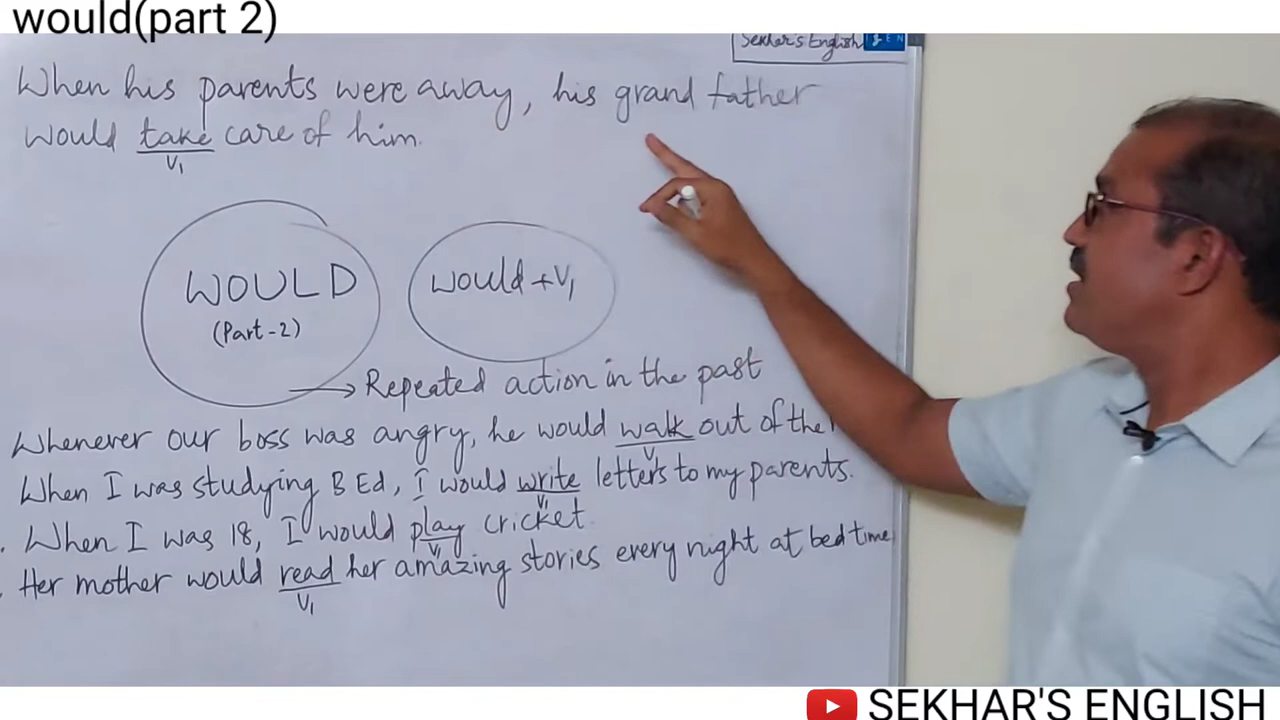 would(part 2)
Sekhar's English
When his parents were away, his grand father
would take care of him.
V1
WOULD
(Part-2)
would + V1
Repeated action in the past
Whenever our boss was angry, he would walk out of the
V1
When I was studying B Ed, I would write letters to my parents.
V1
When I was 18, I would play cricket.
V1
Her mother would read her amazing stories every night at bed time.
V1
SEKHAR'S ENGLISH